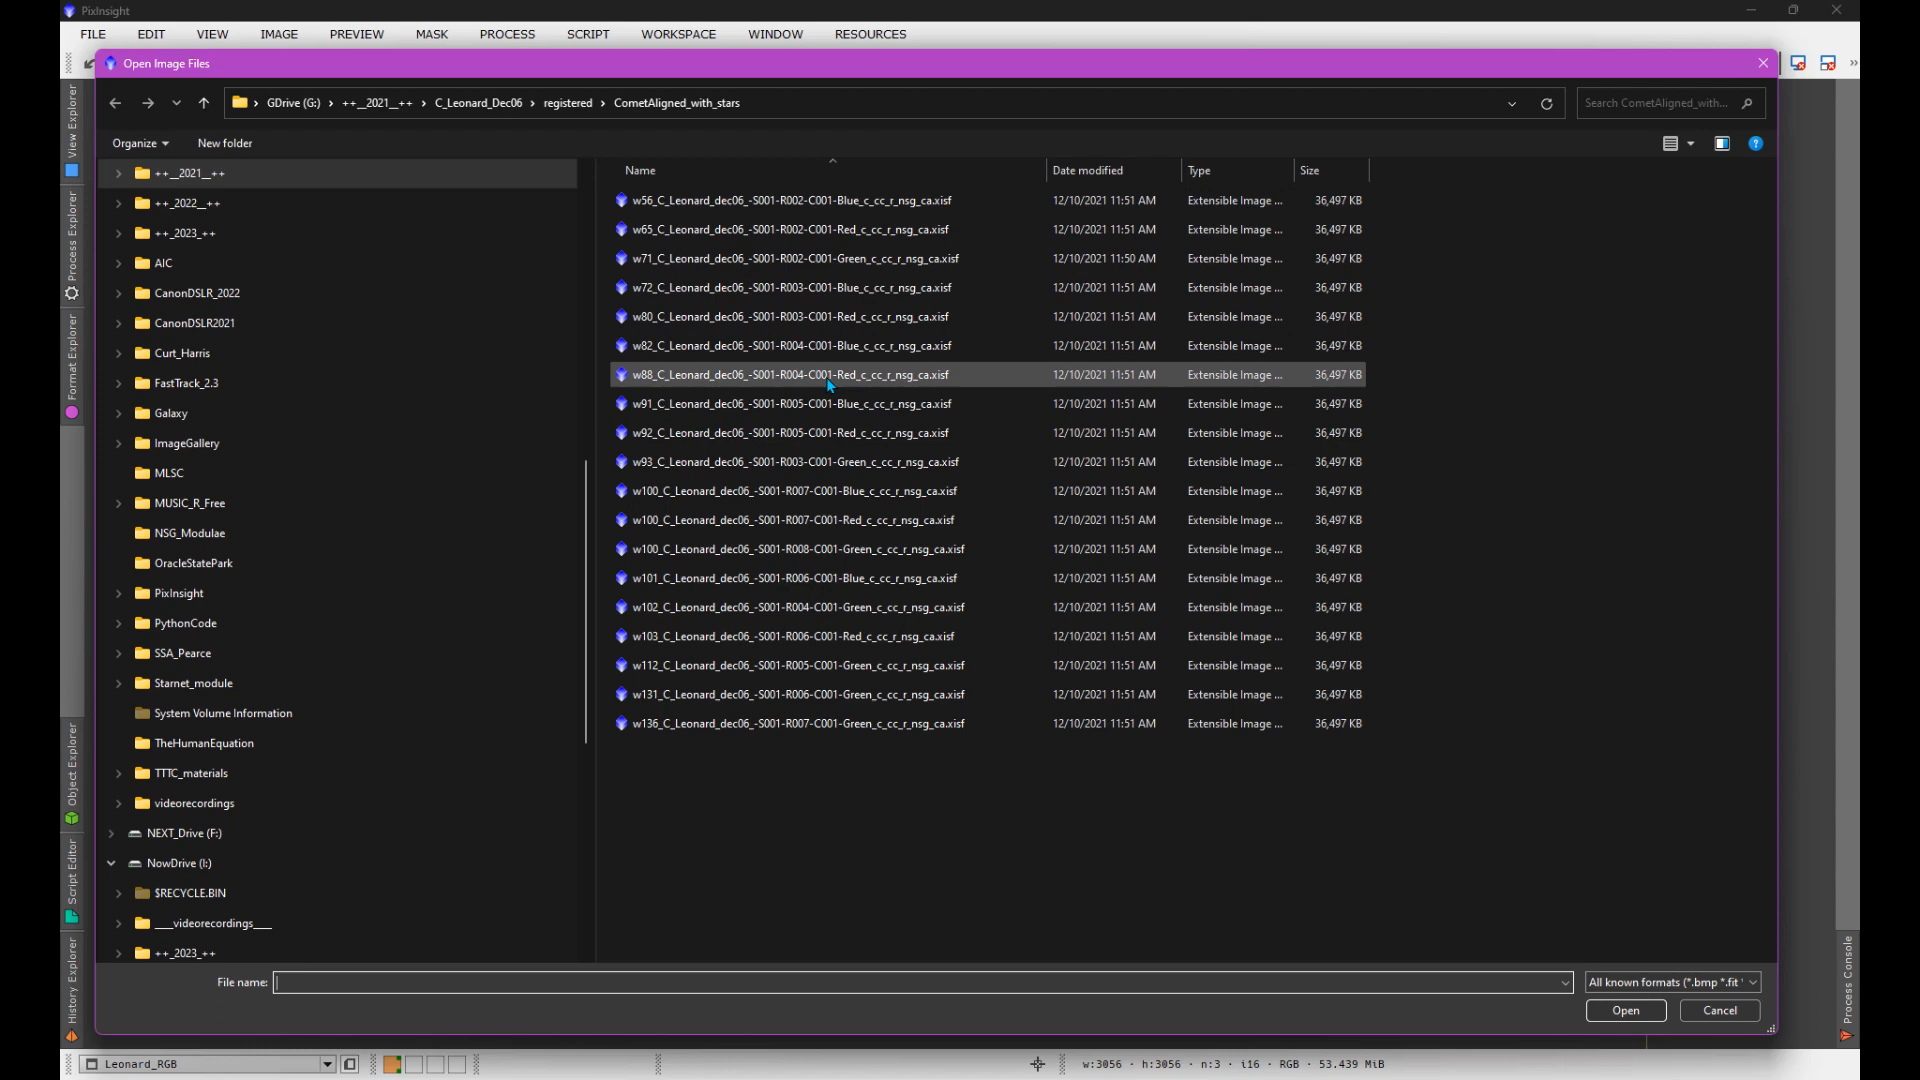 PixInsight
FILE EDIT VIEW IMAGE PREVIEW MASK PROCESS SCRIPT WORKSPACE WINDOW RESOURCES
Open Image Files
GDrive (G:) ++__2021__++ C_Leonard_Dec06 registered CometAligned_with_stars
Search CometAligned_with...
Organize New folder
Name Date modified Type Size
++__2021__++
++_2022__++
++_2023_++
AIC
CanonDSLR_2022
CanonDSLR2021
Curt_Harris
FastTrack_2.3
Galaxy
ImageGallery
MLSC
MUSIC_R_Free
NSG_Modulae
OracleStatePark
PixInsight
PythonCode
SSA_Pearce
Starnet_module
System Volume Information
TheHumanEquation
TTTC_materials
videorecordings
NEXT_Drive (F:)
NowDrive (I:)
$RECYCLE.BIN
___videorecordings___
++_2023_++
w56_C_Leonard_dec06_-S001-R002-C001-Blue_c_cc_r_nsg_ca.xisf 12/10/2021 11:51 AM Extensible Image ... 36,497 KB
w65_C_Leonard_dec06_-S001-R002-C001-Red_c_cc_r_nsg_ca.xisf 12/10/2021 11:51 AM Extensible Image ... 36,497 KB
w71_C_Leonard_dec06_-S001-R002-C001-Green_c_cc_r_nsg_ca.xisf 12/10/2021 11:50 AM Extensible Image ... 36,497 KB
w72_C_Leonard_dec06_-S001-R003-C001-Blue_c_cc_r_nsg_ca.xisf 12/10/2021 11:51 AM Extensible Image ... 36,497 KB
w80_C_Leonard_dec06_-S001-R003-C001-Red_c_cc_r_nsg_ca.xisf 12/10/2021 11:51 AM Extensible Image ... 36,497 KB
w82_C_Leonard_dec06_-S001-R004-C001-Blue_c_cc_r_nsg_ca.xisf 12/10/2021 11:51 AM Extensible Image ... 36,497 KB
w88_C_Leonard_dec06_-S001-R004-C001-Red_c_cc_r_nsg_ca.xisf 12/10/2021 11:51 AM Extensible Image ... 36,497 KB
w91_C_Leonard_dec06_-S001-R005-C001-Blue_c_cc_r_nsg_ca.xisf 12/10/2021 11:51 AM Extensible Image ... 36,497 KB
w92_C_Leonard_dec06_-S001-R005-C001-Red_c_cc_r_nsg_ca.xisf 12/10/2021 11:51 AM Extensible Image ... 36,497 KB
w93_C_Leonard_dec06_-S001-R003-C001-Green_c_cc_r_nsg_ca.xisf 12/10/2021 11:51 AM Extensible Image ... 36,497 KB
w100_C_Leonard_dec06_-S001-R007-C001-Blue_c_cc_r_nsg_ca.xisf 12/10/2021 11:51 AM Extensible Image ... 36,497 KB
w100_C_Leonard_dec06_-S001-R007-C001-Red_c_cc_r_nsg_ca.xisf 12/10/2021 11:51 AM Extensible Image ... 36,497 KB
w100_C_Leonard_dec06_-S001-R008-C001-Green_c_cc_r_nsg_ca.xisf 12/10/2021 11:51 AM Extensible Image ... 36,497 KB
w101_C_Leonard_dec06_-S001-R006-C001-Blue_c_cc_r_nsg_ca.xisf 12/10/2021 11:51 AM Extensible Image ... 36,497 KB
w102_C_Leonard_dec06_-S001-R004-C001-Green_c_cc_r_nsg_ca.xisf 12/10/2021 11:51 AM Extensible Image ... 36,497 KB
w103_C_Leonard_dec06_-S001-R006-C001-Red_c_cc_r_nsg_ca.xisf 12/10/2021 11:51 AM Extensible Image ... 36,497 KB
w112_C_Leonard_dec06_-S001-R005-C001-Green_c_cc_r_nsg_ca.xisf 12/10/2021 11:51 AM Extensible Image ... 36,497 KB
w131_C_Leonard_dec06_-S001-R006-C001-Green_c_cc_r_nsg_ca.xisf 12/10/2021 11:51 AM Extensible Image ... 36,497 KB
w136_C_Leonard_dec06_-S001-R007-C001-Green_c_cc_r_nsg_ca.xisf 12/10/2021 11:51 AM Extensible Image ... 36,497 KB
File name:
All known formats (*.bmp *.fit
Open Cancel
View Explorer
Process Explorer
Format Explorer
Object Explorer
Script Editor
History Explorer
Process Console
Leonard_RGB
w:3056 · h:3056 · n:3 · i16 · RGB · 53.439 MiB